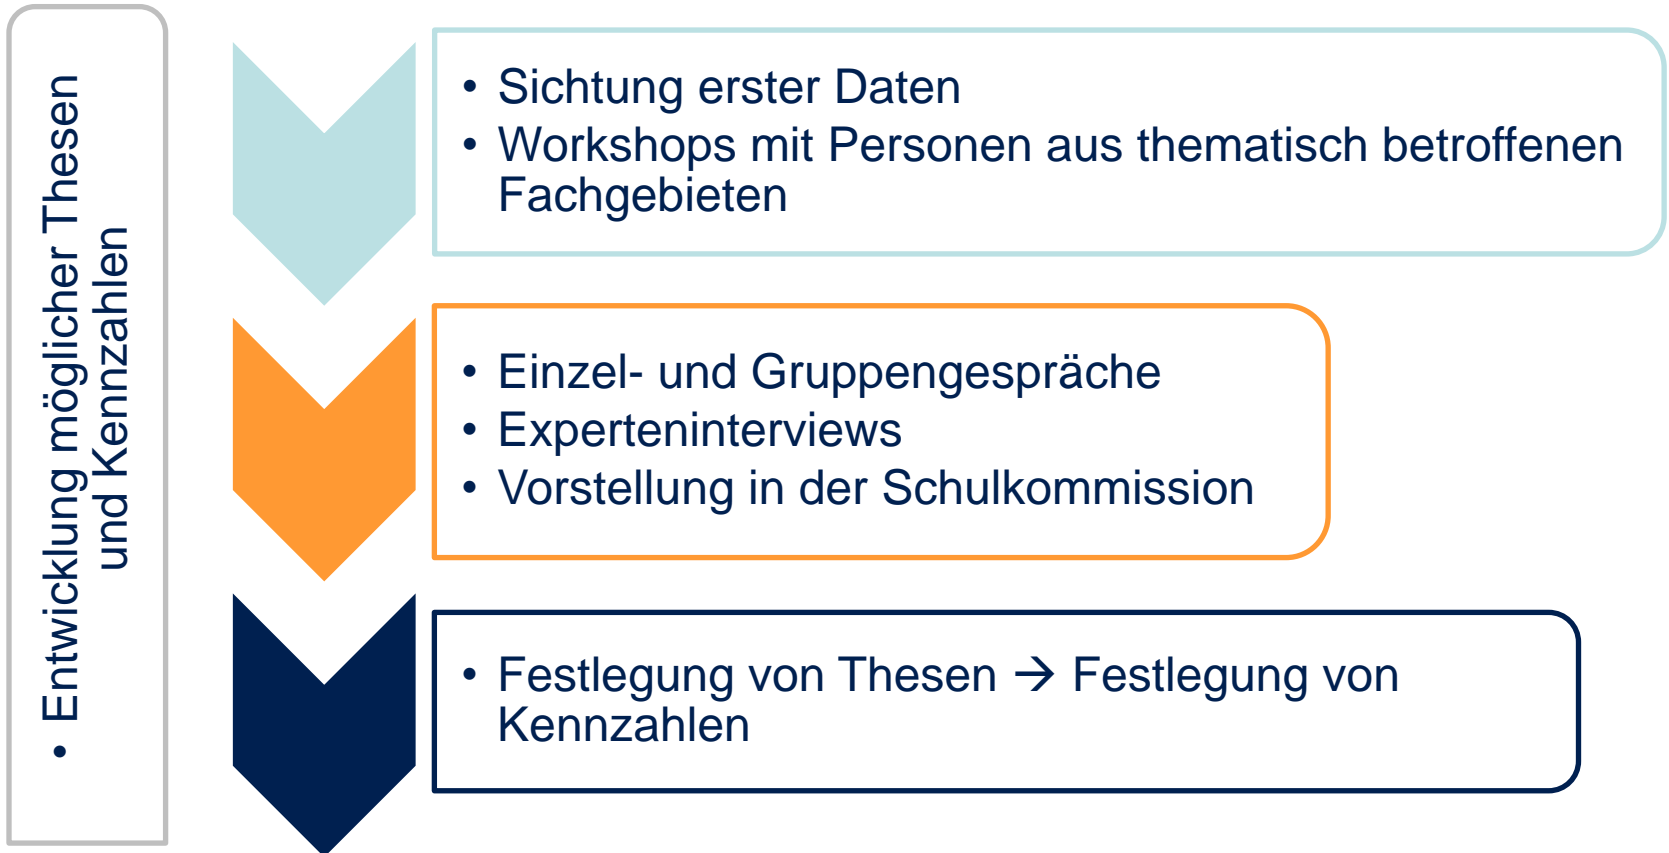 • Entwicklung möglicher Thesen
und Kennzahlen
• Sichtung erster Daten
• Workshops mit Personen aus thematisch betroffenen
Fachgebieten
• Einzel- und Gruppengespräche
• Experteninterviews
• Vorstellung in der Schulkommission
• Festlegung von Thesen → Festlegung von
Kennzahlen